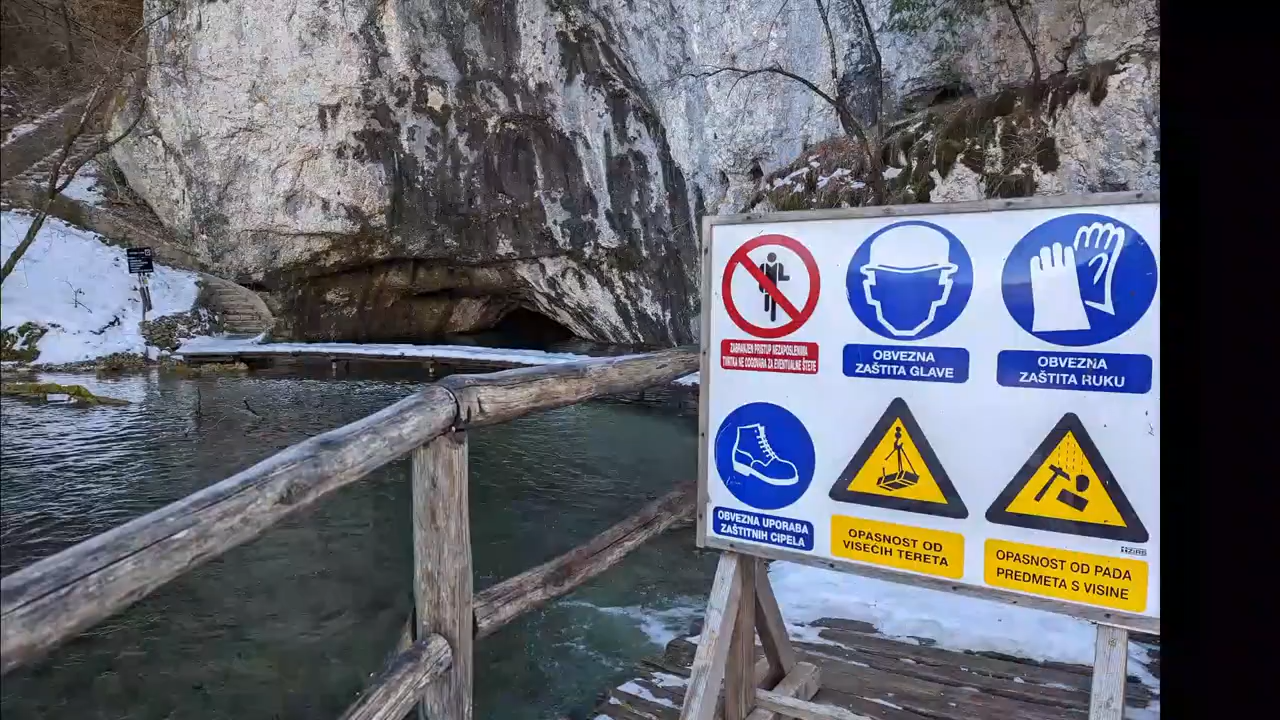 ZABRANJEN PRISTUP NEZAPOSLENIMA
TVRTKA NE ODGOVARA ZA EVENTUALNE ŠTETE
OBVEZNA
ZAŠTITA GLAVE
OBVEZNA
ZAŠTITA RUKU
OBVEZNA UPORABA
ZAŠTITNIH CIPELA
OPASNOST OD
VISEĆIH TERETA
OPASNOST OD PADA
PREDMETA S VISINE